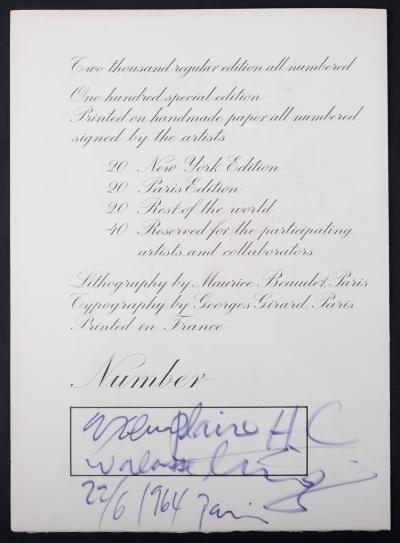 Two thousand regular edition all numbered
One hundred special edition
Printed on handmade paper all numbered
signed by the artists
20 New York Edition
20 Paris Edition
20 Rest of the world
40 Reserved for the participating
artists and collaborators
Lithography by Maurice Beaudet, Paris
Typography by Georges Girard, Paris
Printed in France
Number
exemplaire H C
walasse ting
22/6 1964 Paris